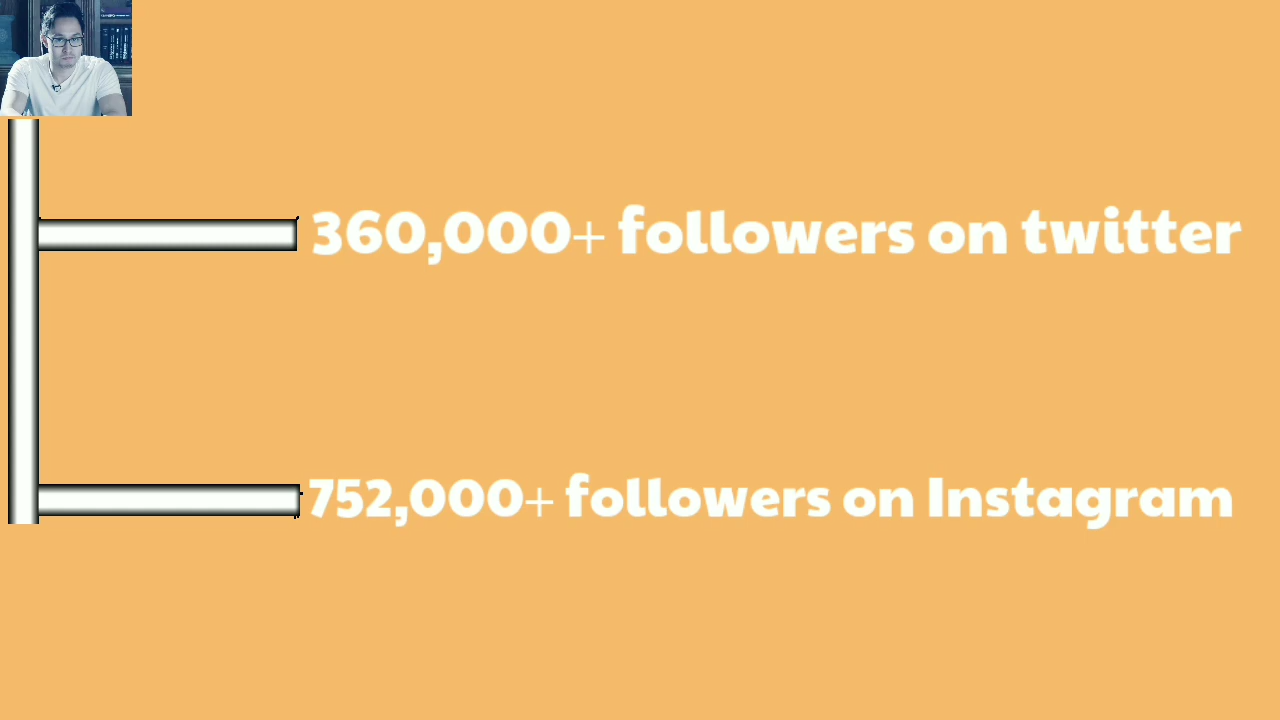 360,000+ followers on twitter
752,000+ followers on Instagram